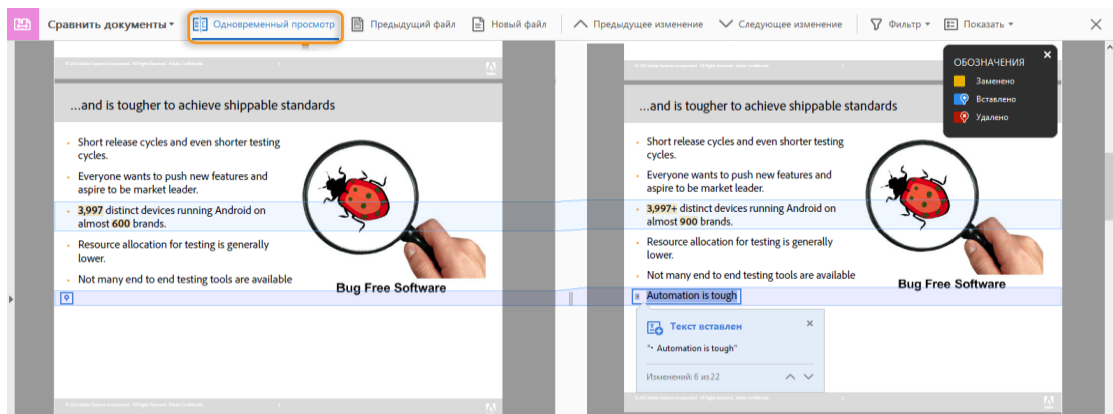 Сравнить документы
Одновременный просмотр
Предыдущий файл
Новый файл
Предыдущее изменение
Следующее изменение
Фильтр
Показать
...and is tougher to achieve shippable standards
Short release cycles and even shorter testing
cycles.
Everyone wants to push new features and
aspire to be market leader.
3,997 distinct devices running Android on
almost 600 brands.
Resource allocation for testing is generally
lower.
Not many end to end testing tools are available
Bug Free Software
ОБОЗНАЧЕНИЯ
Заменено
Вставлено
Удалено
...and is tougher to achieve shippable standards
Short release cycles and even shorter testing
cycles.
Everyone wants to push new features and
aspire to be market leader.
3,997+ distinct devices running Android on
almost 900 brands.
Resource allocation for testing is generally
lower.
Not many end to end testing tools are available
Bug Free Software
Automation is tough
Текст вставлен
"• Automation is tough"
Изменений: 6 из 22